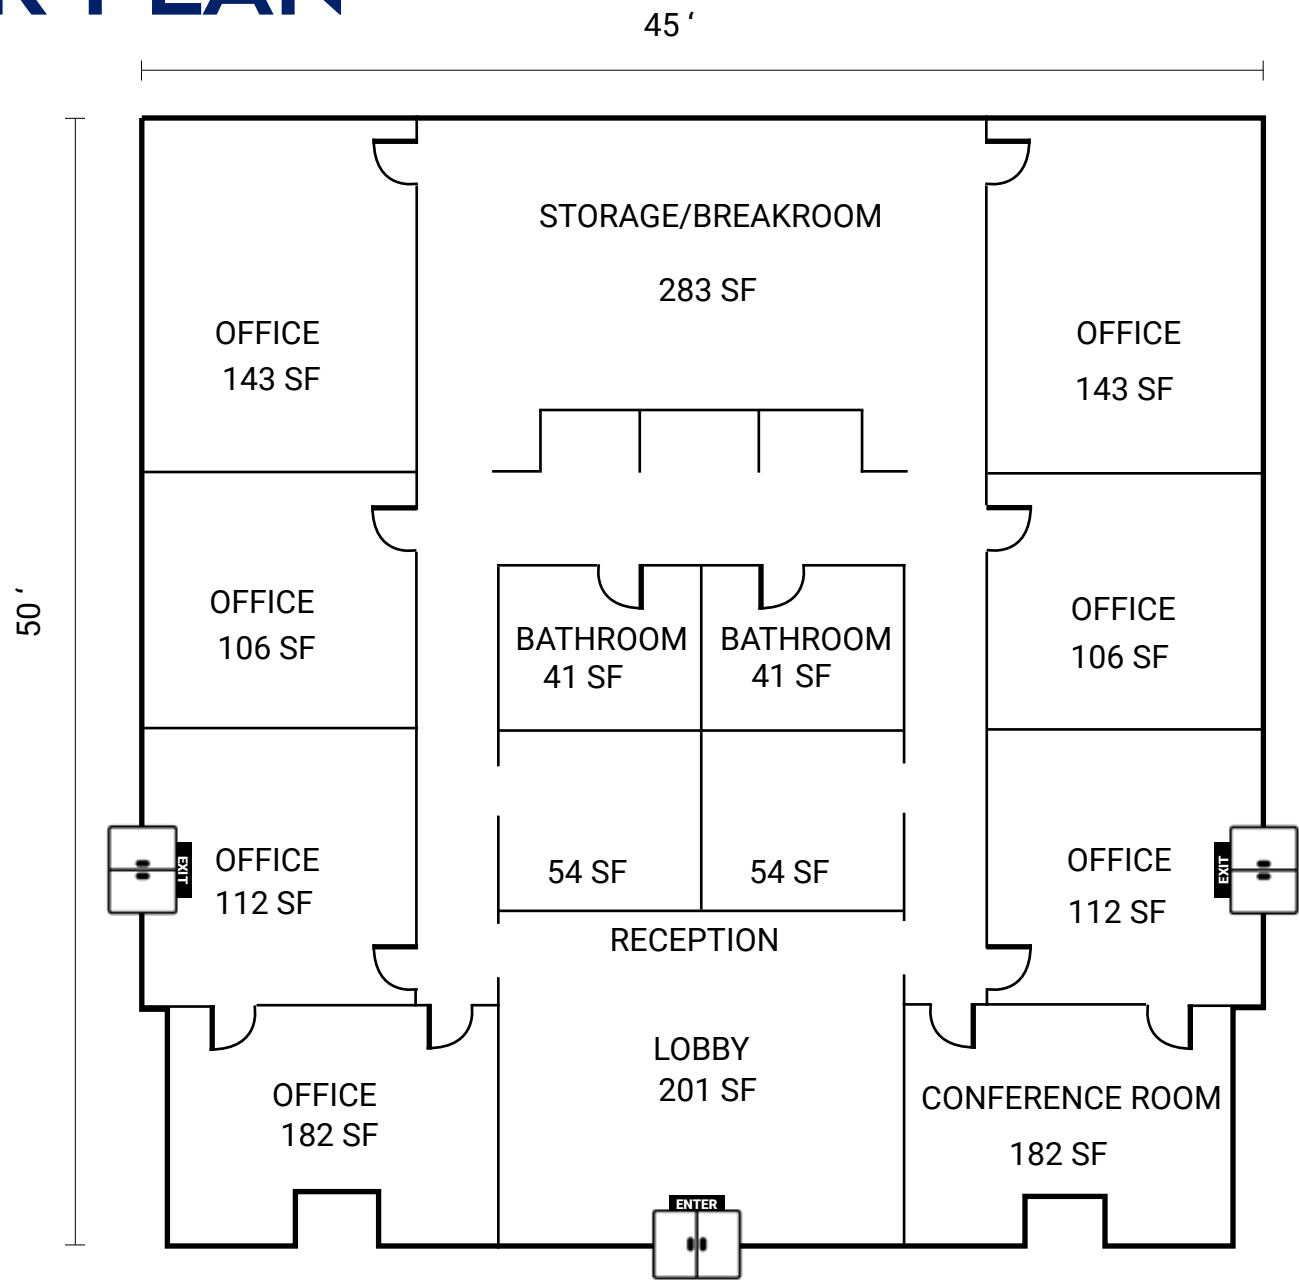 PLAN
45 ‘
50 ‘
STORAGE/BREAKROOM
283 SF
OFFICE
143 SF
OFFICE
143 SF
OFFICE
106 SF
BATHROOM
41 SF
BATHROOM
41 SF
OFFICE
106 SF
EXIT
OFFICE
112 SF
54 SF
54 SF
OFFICE
112 SF
EXIT
RECEPTION
LOBBY
201 SF
OFFICE
182 SF
CONFERENCE ROOM
182 SF
ENTER